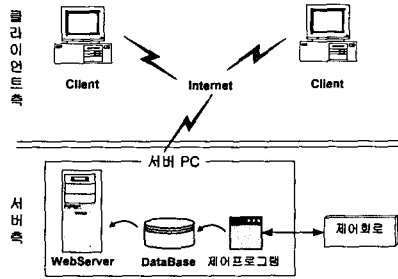 클라이언트측
Client
Internet
Client
서버 PC
서버측
WebServer
DataBase
제어프로그램
제어회로